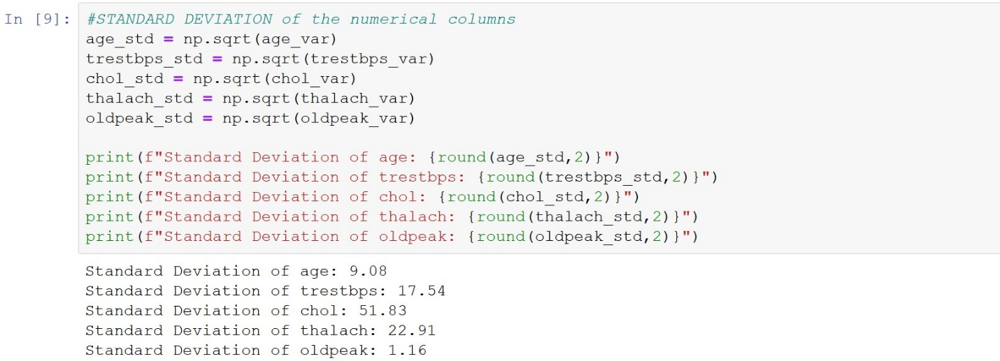 In [9]: #STANDARD DEVIATION of the numerical columns
age_std = np.sqrt(age_var)
trestbps_std = np.sqrt(trestbps_var)
chol_std = np.sqrt(chol_var)
thalach_std = np.sqrt(thalach_var)
oldpeak_std = np.sqrt(oldpeak_var)
print(f"Standard Deviation of age: {round(age_std,2)}")
print(f"Standard Deviation of trestbps: {round(trestbps_std,2)}")
print(f"Standard Deviation of chol: {round(chol_std,2)}")
print(f"Standard Deviation of thalach: {round(thalach_std,2)}")
print(f"Standard Deviation of oldpeak: {round(oldpeak_std,2)}")
Standard Deviation of age: 9.08
Standard Deviation of trestbps: 17.54
Standard Deviation of chol: 51.83
Standard Deviation of thalach: 22.91
Standard Deviation of oldpeak: 1.16